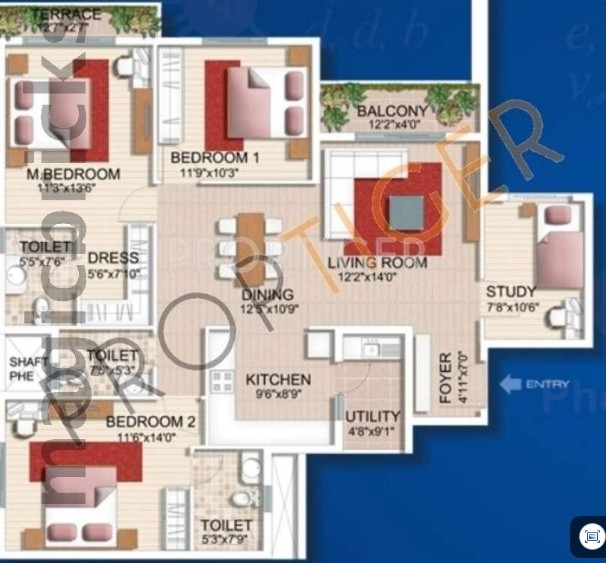 TERRACE
12'7"x2'7"
BALCONY
12'2"x4'0"
BEDROOM 1
11'9"x10'3"
M.BEDROOM
11'3"x13'6"
TOILET
5'5"x7'6"
DRESS
5'6"x7'10"
LIVING ROOM
12'2"x14'0"
DINING
12'5"x10'9"
STUDY
7'8"x10'6"
SHAFT
PHE
TOILET
7'5"x5'3"
KITCHEN
9'6"x8'9"
FOYER
4'11"x7'0"
ENTRY
UTILITY
4'8"x9'1"
BEDROOM 2
11'6"x14'0"
TOILET
5'3"x7'9"
magicbricks
PROPTIGER
PROPTIGER